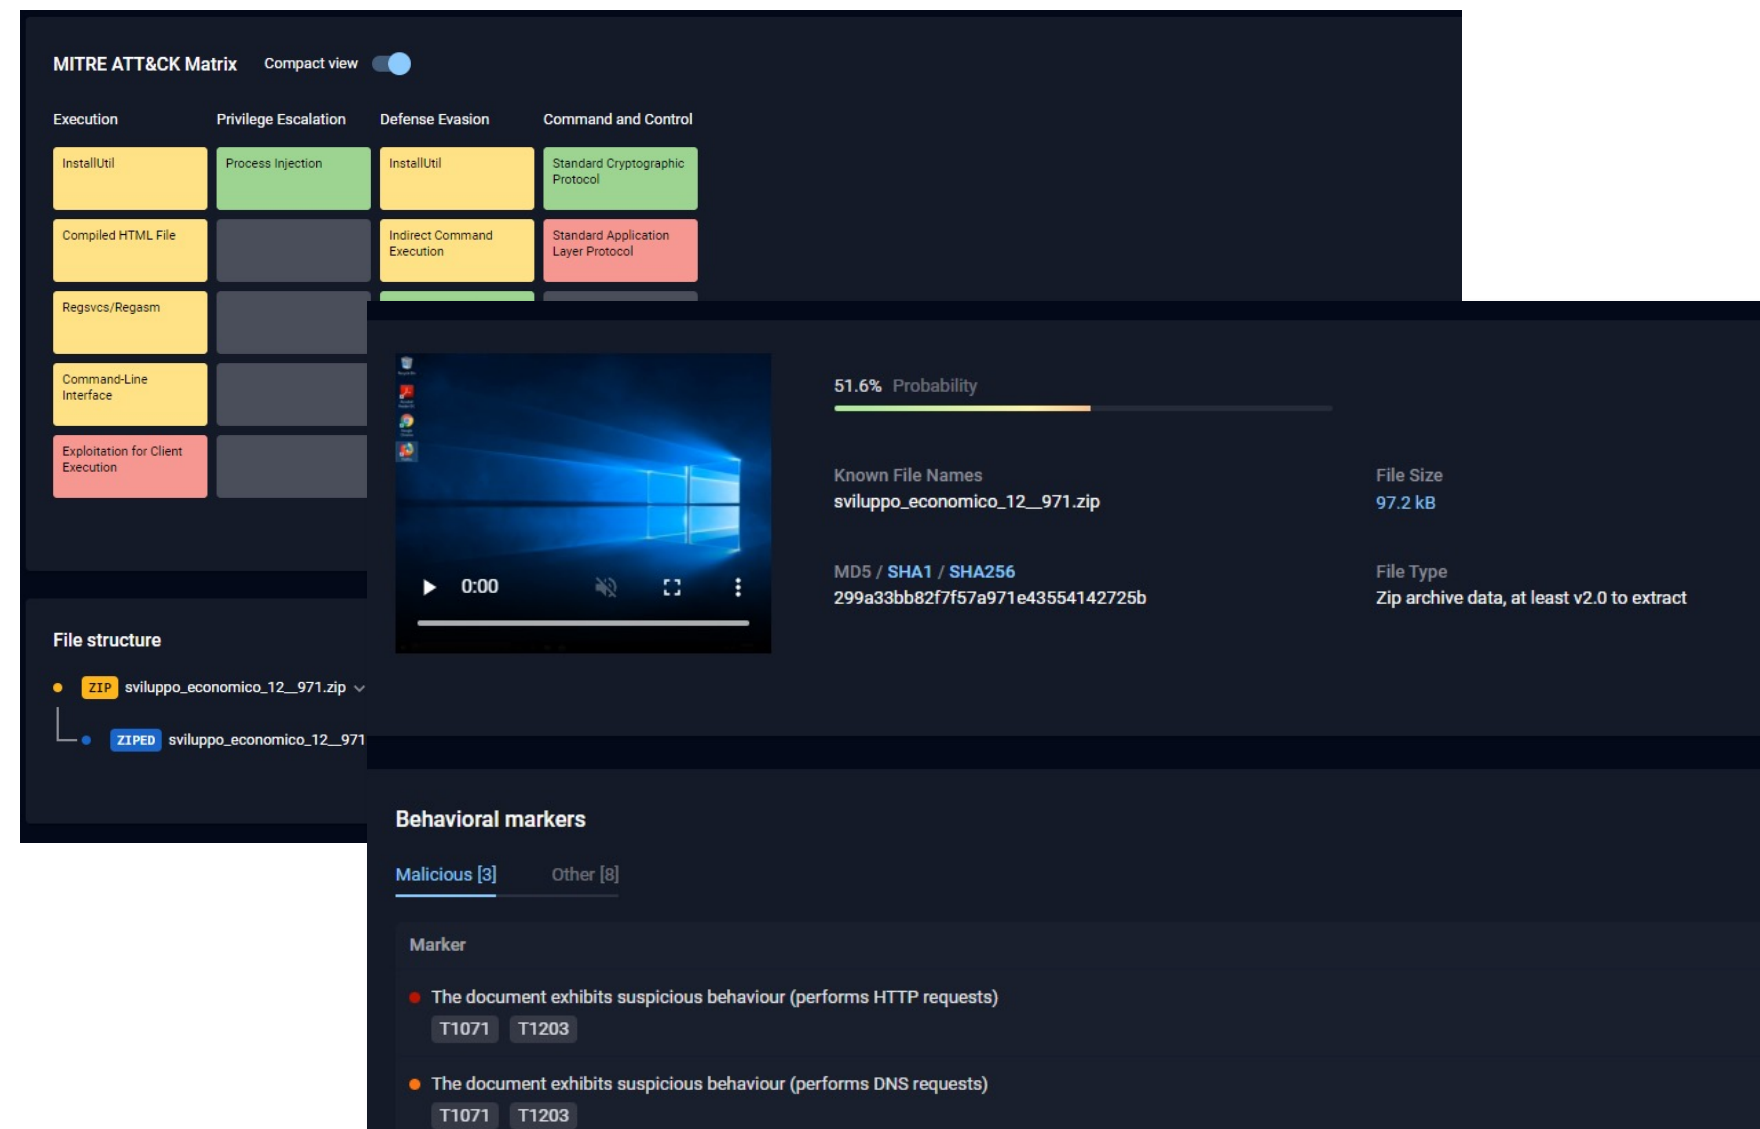 MITRE ATT&CK Matrix Compact view
Execution Privilege Escalation Defense Evasion Command and Control
InstallUtil Process Injection InstallUtil Standard Cryptographic
Protocol
Compiled HTML File Indirect Command
Execution Standard Application
Layer Protocol
Regsvcs/Regasm
Command-Line
Interface
Exploitation for Client
Execution
File structure
ZIP sviluppo_economico_12__971.zip
ZIPED sviluppo_economico_12__971
0:00
51.6% Probability
Known File Names
sviluppo_economico_12__971.zip
File Size
97.2 kB
MD5 / SHA1 / SHA256
299a33bb82f7f57a971e43554142725b
File Type
Zip archive data, at least v2.0 to extract
Behavioral markers
Malicious [3] Other [8]
Marker
The document exhibits suspicious behaviour (performs HTTP requests)
T1071 T1203
The document exhibits suspicious behaviour (performs DNS requests)
T1071 T1203